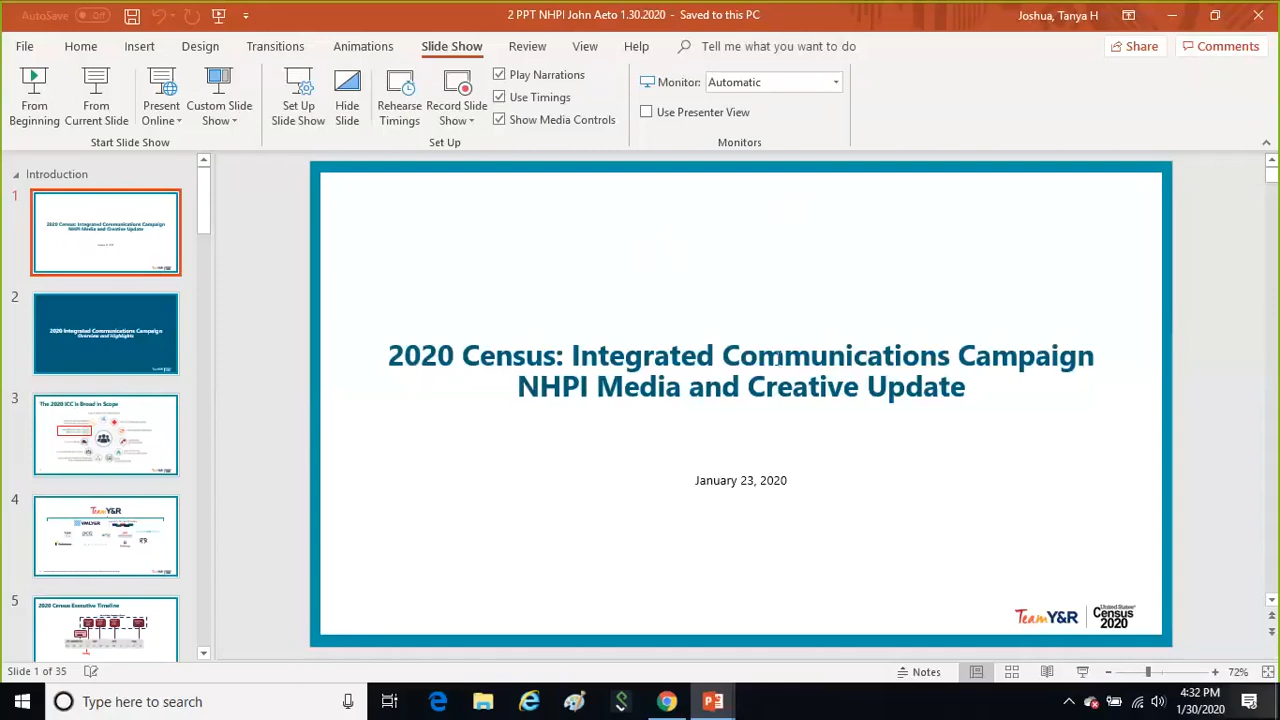 AutoSave Off
2 PPT NHPI John Aeto 1.30.2020 - Saved to this PC
Joshua, Tanya H
File Home Insert Design Transitions Animations Slide Show Review View Help Tell me what you want to do
Share Comments
From Beginning
From Current Slide
Present Online
Custom Slide Show
Start Slide Show
Set Up Slide Show
Hide Slide
Rehearse Timings
Record Slide Show
Play Narrations
Use Timings
Show Media Controls
Set Up
Monitor: Automatic
Use Presenter View
Monitors
Introduction
1
2020 Census: Integrated Communications Campaign
NHPI Media and Creative Update
2
2020 Integrated Communications Campaign
Overview and Highlights
3
The 2020 ICC is Broad in Scope
4
TeamY&R
VMLY&R
5
2020 Census Executive Timeline
2020 Census: Integrated Communications Campaign
NHPI Media and Creative Update
January 23, 2020
TeamY&R
United States®
Census
2020
Slide 1 of 35
Notes
72%
Type here to search
4:32 PM
1/30/2020